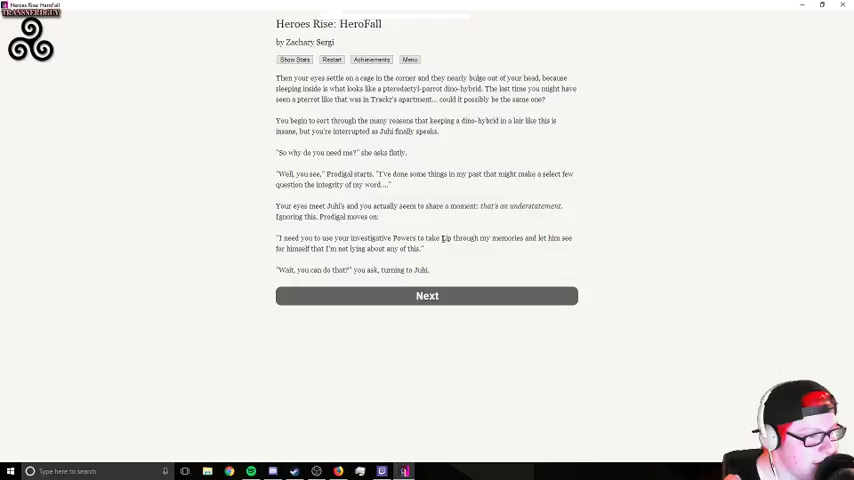 Heroes Rise: HeroFall
TRANSNERDGUY
Heroes Rise: HeroFall
by Zachary Sergi
Show Stats Restart Achievements Menu
Then your eyes settle on a cage in the corner and they nearly bulge out of your head, because
sleeping inside is what looks like a pterodactyl-parrot dino-hybrid. The last time you might have
seen a pterrot like that was in Trackr's apartment... could it possibly be the same one?
You begin to sort through the many reasons that keeping a dino-hybrid in a lair like this is
insane, but you're interrupted as Juhi finally speaks.
"So why do you need me?" she asks flatly.
"Well, you see," Prodigal starts. "I've done some things in my past that might make a select few
question the integrity of my word...."
Your eyes meet Juhi's and you actually seem to share a moment: that's an understatement.
Ignoring this, Prodigal moves on:
"I need you to use your investigative Powers to take Lip through my memories and let him see
for himself that I'm not lying about any of this."
"Wait, you can do that?" you ask, turning to Juhi.
Next
Type here to search